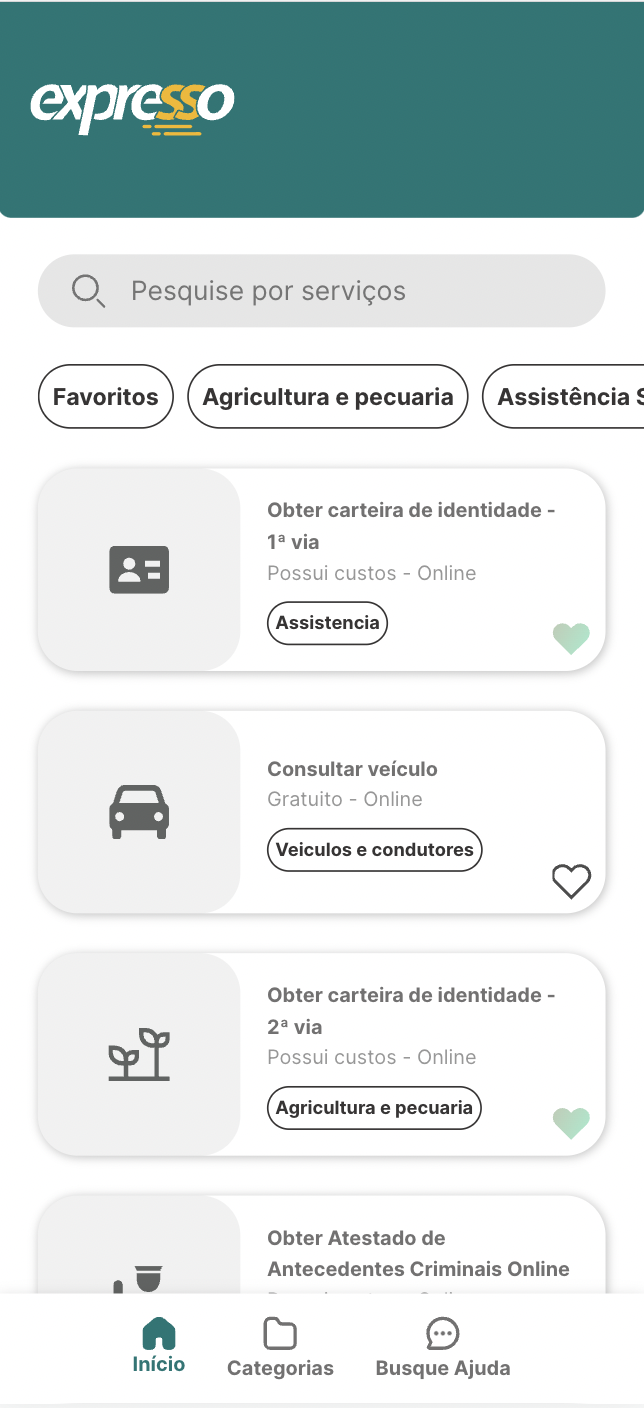 expresso
Pesquise por serviços
Favoritos
Agricultura e pecuaria
Assistência
Obter carteira de identidade -
1ª via
Possui custos - Online
Assistencia
Consultar veículo
Gratuito - Online
Veiculos e condutores
Obter carteira de identidade -
2ª via
Possui custos - Online
Agricultura e pecuaria
Obter Atestado de
Antecedentes Criminais Online
Início
Categorias
Busque Ajuda